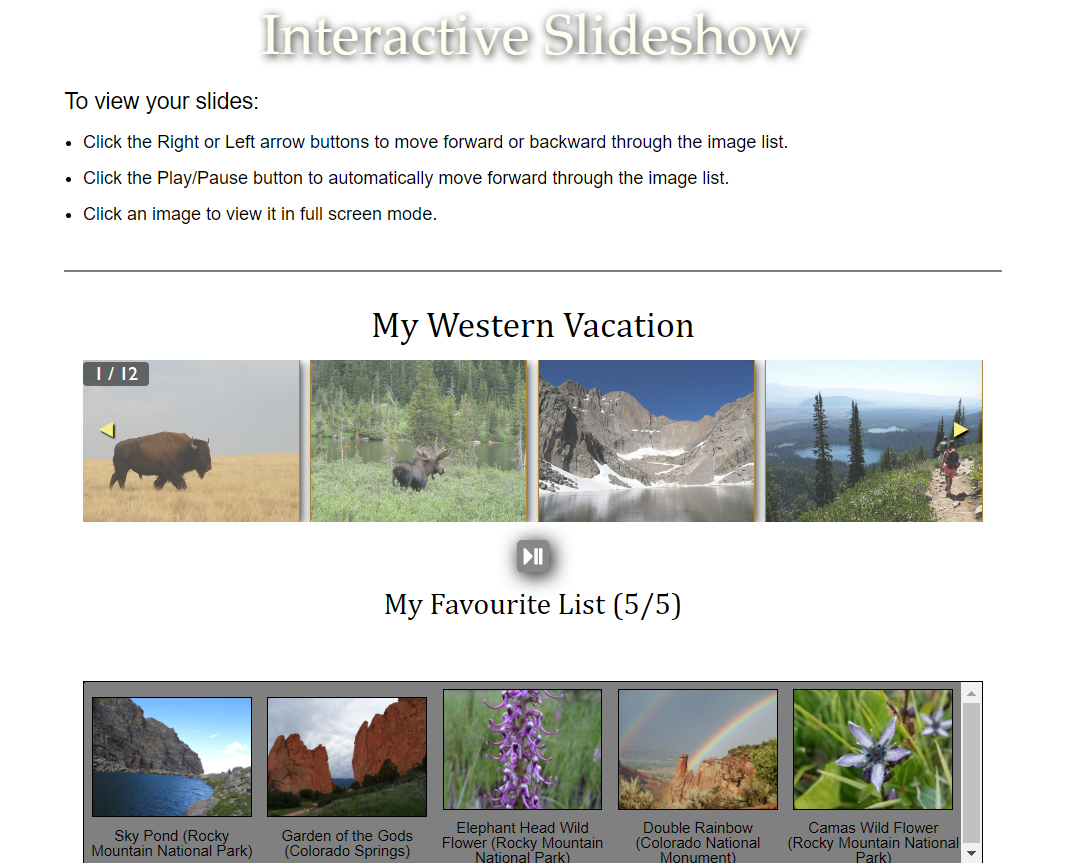 Interactive Slideshow
To view your slides:
Click the Right or Left arrow buttons to move forward or backward through the image list.
Click the Play/Pause button to automatically move forward through the image list.
Click an image to view it in full screen mode.
My Western Vacation
1 / 12
My Favourite List (5/5)
Sky Pond (Rocky
Mountain National Park)
Garden of the Gods
(Colorado Springs)
Elephant Head Wild
Flower (Rocky Mountain
National Park)
Double Rainbow
(Colorado National
Monument)
Camas Wild Flower
(Rocky Mountain National
Park)